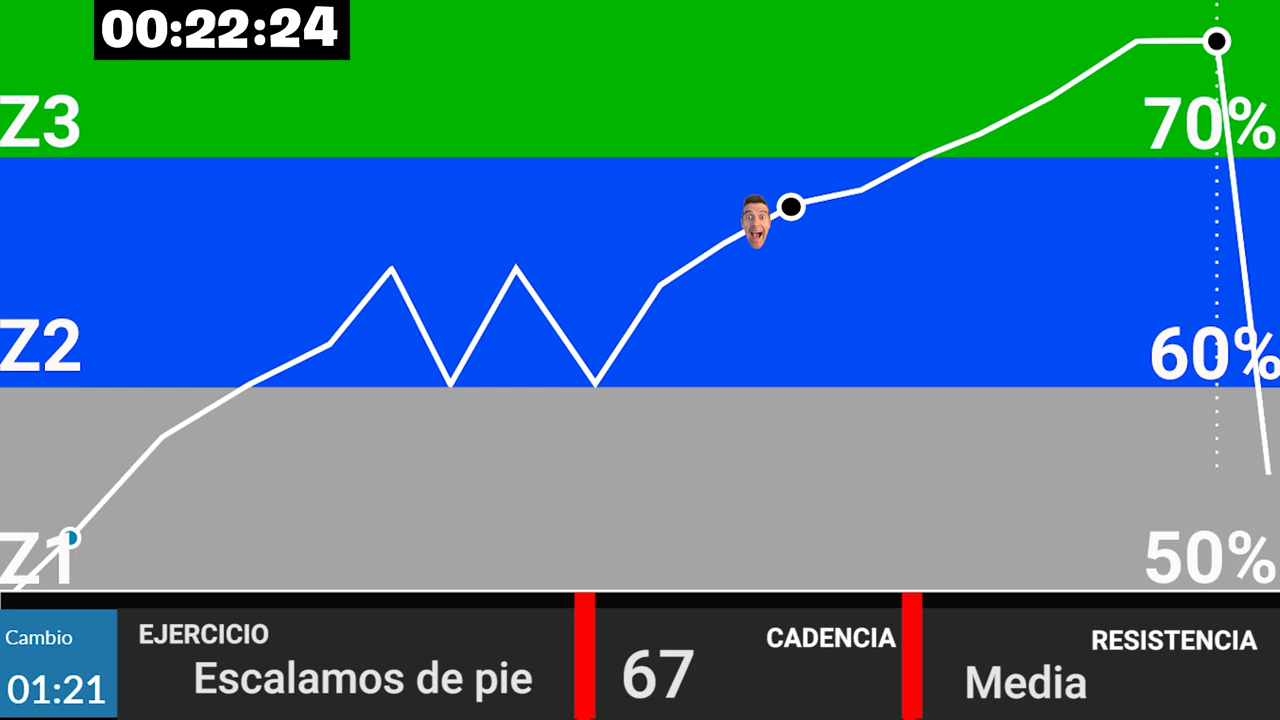 00:22:24
Z3
70%
Z2
60%
Z1
50%
Cambio
01:21
EJERCICIO
Escalamos de pie
CADENCIA
67
RESISTENCIA
Media